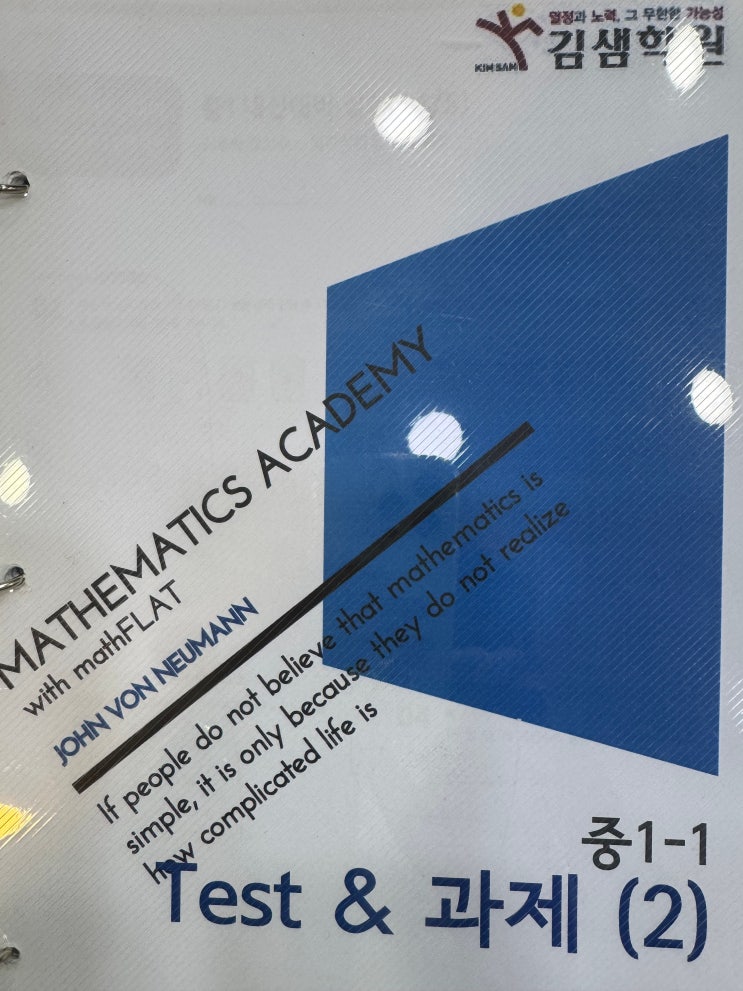 열정과 노력, 그 무한한 가능성
김샘학원
KIM SAM
MATHEMATICS ACADEMY
with mathFLAT
JOHN VON NEUMANN
If people do not believe that mathematics is
simple, it is only because they do not realize
how complicated life is
중1-1
Test & 과제 (2)